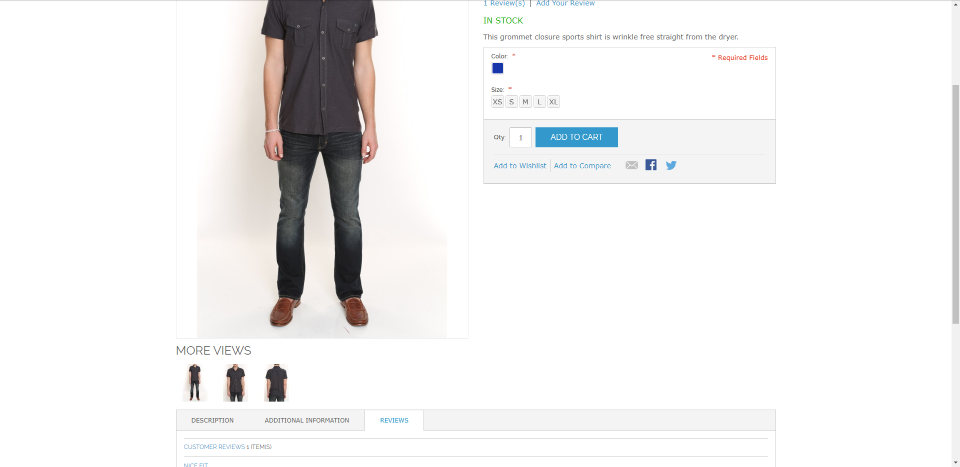 1 Review(s) | Add Your Review
IN STOCK
This grommet closure sports shirt is wrinkle free straight from the dryer.
Color: *
* Required Fields
Size: *
XS S M L XL
Qty: 1 ADD TO CART
Add to Wishlist Add to Compare
MORE VIEWS
DESCRIPTION ADDITIONAL INFORMATION REVIEWS
CUSTOMER REVIEWS 1 ITEM(S)
NICE FIT